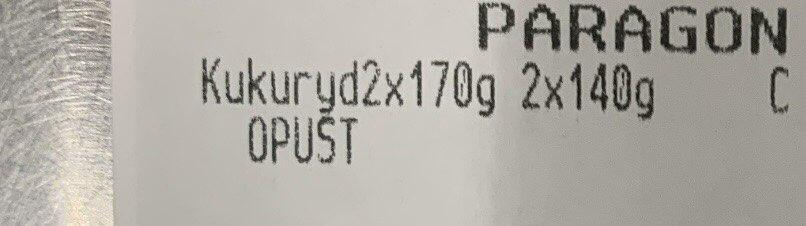 PARAGON
Kukuryd2x170g 2x140g C
OPUST